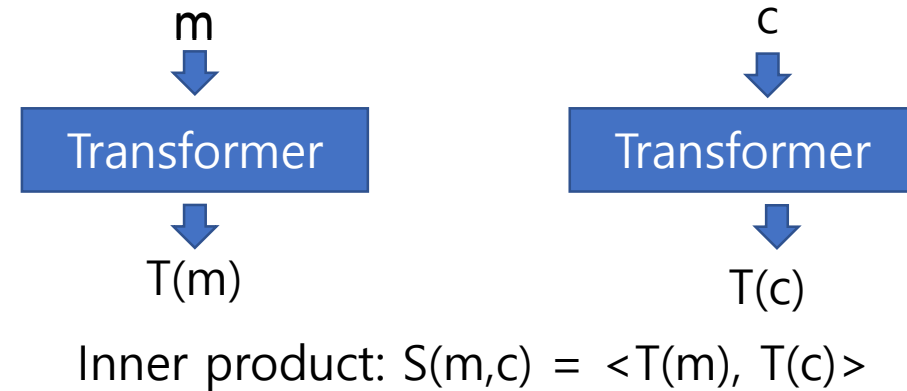 m c
Transformer Transformer
T(m) T(c)
Inner product: S(m,c) = <T(m), T(c)>